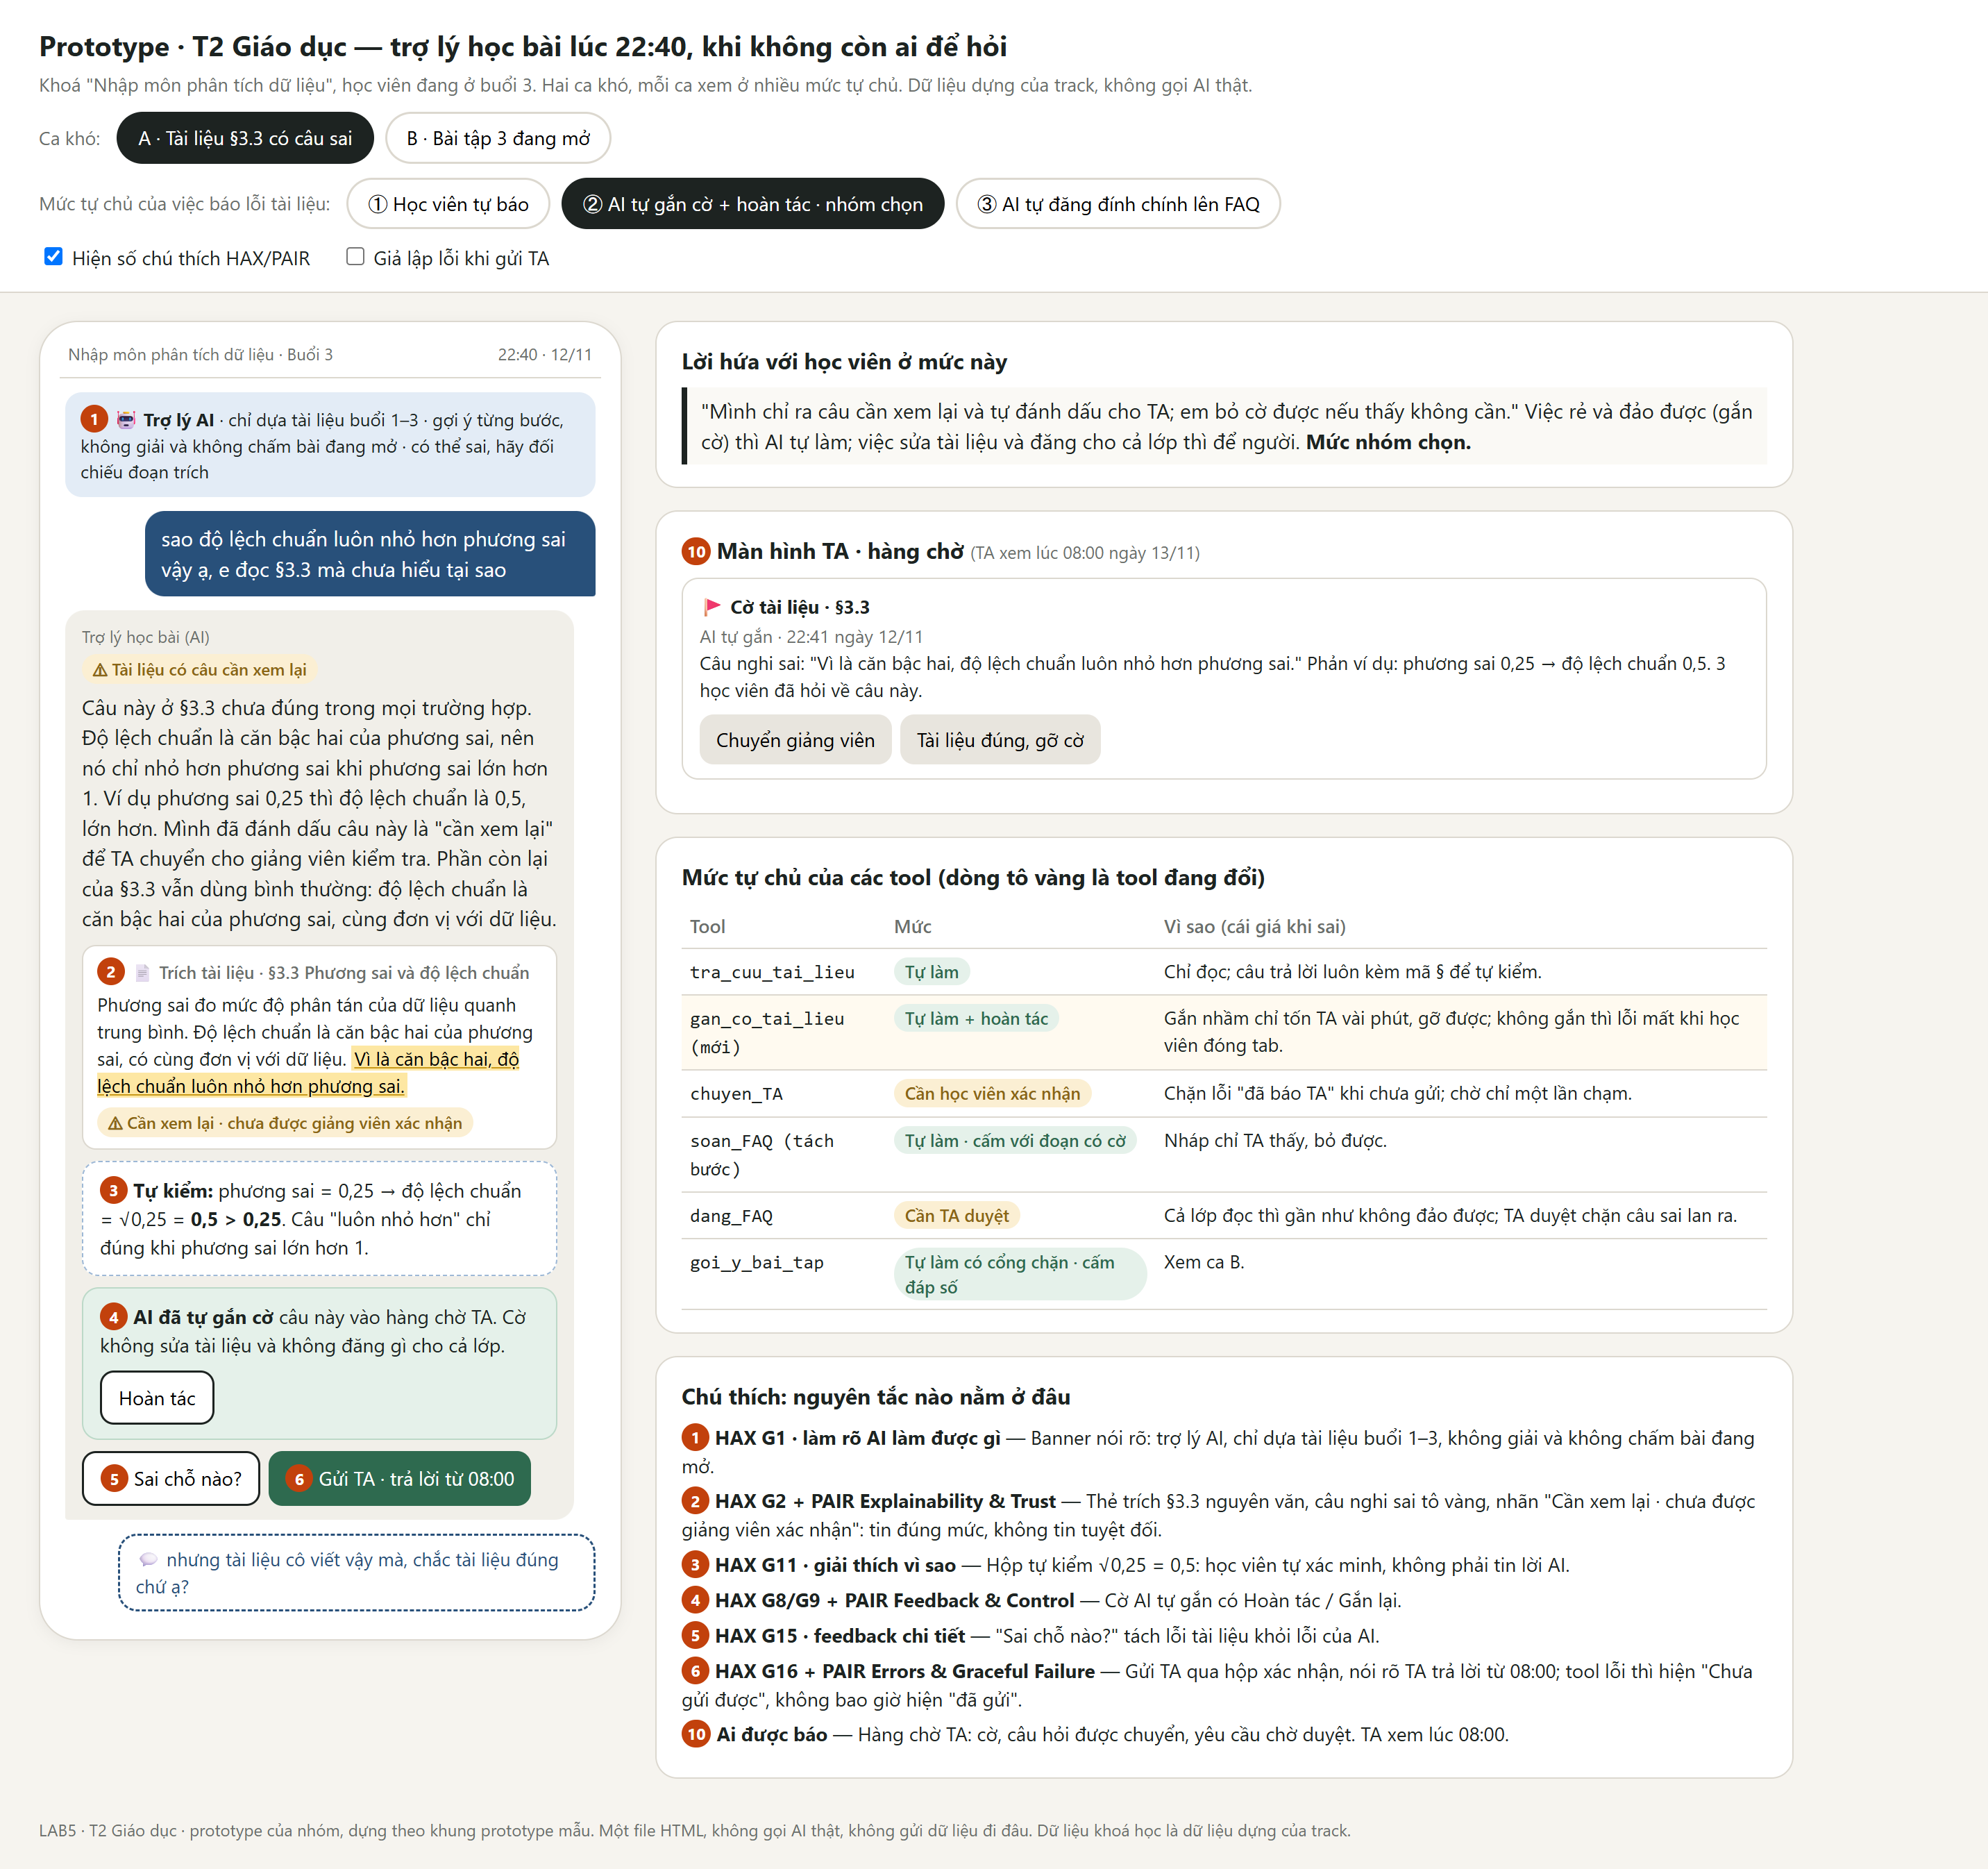 Prototype · T2 Giáo dục — trợ lý học bài lúc 22:40, khi không còn ai để hỏi
Khoá "Nhập môn phân tích dữ liệu", học viên đang ở buổi 3. Hai ca khó, mỗi ca xem ở nhiều mức tự chủ. Dữ liệu dựng của track, không gọi AI thật.
Ca khó: A · Tài liệu §3.3 có câu sai B · Bài tập 3 đang mở
Mức tự chủ của việc báo lỗi tài liệu: ① Học viên tự báo ② AI tự gắn cờ + hoàn tác · nhóm chọn ③ AI tự đăng đính chính lên FAQ
Hiện số chú thích HAX/PAIR Giả lập lỗi khi gửi TA
Nhập môn phân tích dữ liệu · Buổi 3 22:40 · 12/11
1 🤖 Trợ lý AI · chỉ dựa tài liệu buổi 1–3 · gợi ý từng bước,
không giải và không chấm bài đang mở · có thể sai, hãy đối
chiếu đoạn trích
sao độ lệch chuẩn luôn nhỏ hơn phương sai
vậy ạ, e đọc §3.3 mà chưa hiểu tại sao
Trợ lý học bài (AI)
⚠ Tài liệu có câu cần xem lại
Câu này ở §3.3 chưa đúng trong mọi trường hợp.
Độ lệch chuẩn là căn bậc hai của phương sai, nên
nó chỉ nhỏ hơn phương sai khi phương sai lớn hơn
1. Ví dụ phương sai 0,25 thì độ lệch chuẩn là 0,5,
lớn hơn. Mình đã đánh dấu câu này là "cần xem lại"
để TA chuyển cho giảng viên kiểm tra. Phần còn lại
của §3.3 vẫn dùng bình thường: độ lệch chuẩn là
căn bậc hai của phương sai, cùng đơn vị với dữ liệu.
2 📄 Trích tài liệu · §3.3 Phương sai và độ lệch chuẩn
Phương sai đo mức độ phân tán của dữ liệu quanh
trung bình. Độ lệch chuẩn là căn bậc hai của phương
sai, có cùng đơn vị với dữ liệu. Vì là căn bậc hai, độ
lệch chuẩn luôn nhỏ hơn phương sai.
⚠ Cần xem lại · chưa được giảng viên xác nhận
3 Tự kiểm: phương sai = 0,25 → độ lệch chuẩn
= √0,25 = 0,5 > 0,25. Câu "luôn nhỏ hơn" chỉ
đúng khi phương sai lớn hơn 1.
4 AI đã tự gắn cờ câu này vào hàng chờ TA. Cờ
không sửa tài liệu và không đăng gì cho cả lớp.
Hoàn tác
5 Sai chỗ nào? 6 Gửi TA · trả lời từ 08:00
💬 nhưng tài liệu cô viết vậy mà, chắc tài liệu đúng
chứ ạ?
Lời hứa với học viên ở mức này
"Mình chỉ ra câu cần xem lại và tự đánh dấu cho TA; em bỏ cờ được nếu thấy không cần." Việc rẻ và đảo được (gắn
cờ) thì AI tự làm; việc sửa tài liệu và đăng cho cả lớp thì để người. Mức nhóm chọn.
10 Màn hình TA · hàng chờ (TA xem lúc 08:00 ngày 13/11)
🚩 Cờ tài liệu · §3.3
AI tự gắn · 22:41 ngày 12/11
Câu nghi sai: "Vì là căn bậc hai, độ lệch chuẩn luôn nhỏ hơn phương sai." Phản ví dụ: phương sai 0,25 → độ lệch chuẩn 0,5. 3
học viên đã hỏi về câu này.
Chuyển giảng viên Tài liệu đúng, gỡ cờ
Mức tự chủ của các tool (dòng tô vàng là tool đang đổi)
Tool Mức Vì sao (cái giá khi sai)
tra_cuu_tai_lieu Tự làm Chỉ đọc; câu trả lời luôn kèm mã § để tự kiểm.
gan_co_tai_lieu Tự làm + hoàn tác Gắn nhầm chỉ tốn TA vài phút, gỡ được; không gắn thì lỗi mất khi học
(mới) viên đóng tab.
chuyen_TA Cần học viên xác nhận Chặn lỗi "đã báo TA" khi chưa gửi; chờ chỉ một lần chạm.
soan_FAQ (tách Tự làm · cấm với đoạn có cờ Nháp chỉ TA thấy, bỏ được.
bước)
dang_FAQ Cần TA duyệt Cả lớp đọc thì gần như không đảo được; TA duyệt chặn câu sai lan ra.
goi_y_bai_tap Tự làm có cổng chặn · cấm Xem ca B.
đáp số
Chú thích: nguyên tắc nào nằm ở đâu
1 HAX G1 · làm rõ AI làm được gì — Banner nói rõ: trợ lý AI, chỉ dựa tài liệu buổi 1–3, không giải và không chấm bài đang
mở.
2 HAX G2 + PAIR Explainability & Trust — Thẻ trích §3.3 nguyên văn, câu nghi sai tô vàng, nhãn "Cần xem lại · chưa được
giảng viên xác nhận": tin đúng mức, không tin tuyệt đối.
3 HAX G11 · giải thích vì sao — Hộp tự kiểm √0,25 = 0,5: học viên tự xác minh, không phải tin lời AI.
4 HAX G8/G9 + PAIR Feedback & Control — Cờ AI tự gắn có Hoàn tác / Gắn lại.
5 HAX G15 · feedback chi tiết — "Sai chỗ nào?" tách lỗi tài liệu khỏi lỗi của AI.
6 HAX G16 + PAIR Errors & Graceful Failure — Gửi TA qua hộp xác nhận, nói rõ TA trả lời từ 08:00; tool lỗi thì hiện "Chưa
gửi được", không bao giờ hiện "đã gửi".
10 Ai được báo — Hàng chờ TA: cờ, câu hỏi được chuyển, yêu cầu chờ duyệt. TA xem lúc 08:00.
LAB5 · T2 Giáo dục · prototype của nhóm, dựng theo khung prototype mẫu. Một file HTML, không gọi AI thật, không gửi dữ liệu đi đâu. Dữ liệu khoá học là dữ liệu dựng của track.